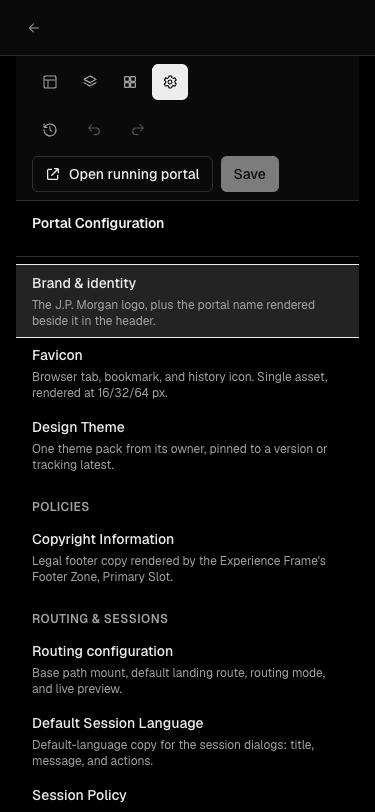 Open running portal
Save
Portal Configuration
Brand & identity
The J.P. Morgan logo, plus the portal name rendered
beside it in the header.
Favicon
Browser tab, bookmark, and history icon. Single asset,
rendered at 16/32/64 px.
Design Theme
One theme pack from its owner, pinned to a version or
tracking latest.
POLICIES
Copyright Information
Legal footer copy rendered by the Experience Frame's
Footer Zone, Primary Slot.
ROUTING & SESSIONS
Routing configuration
Base path mount, default landing route, routing mode,
and live preview.
Default Session Language
Default-language copy for the session dialogs: title,
message, and actions.
Session Policy